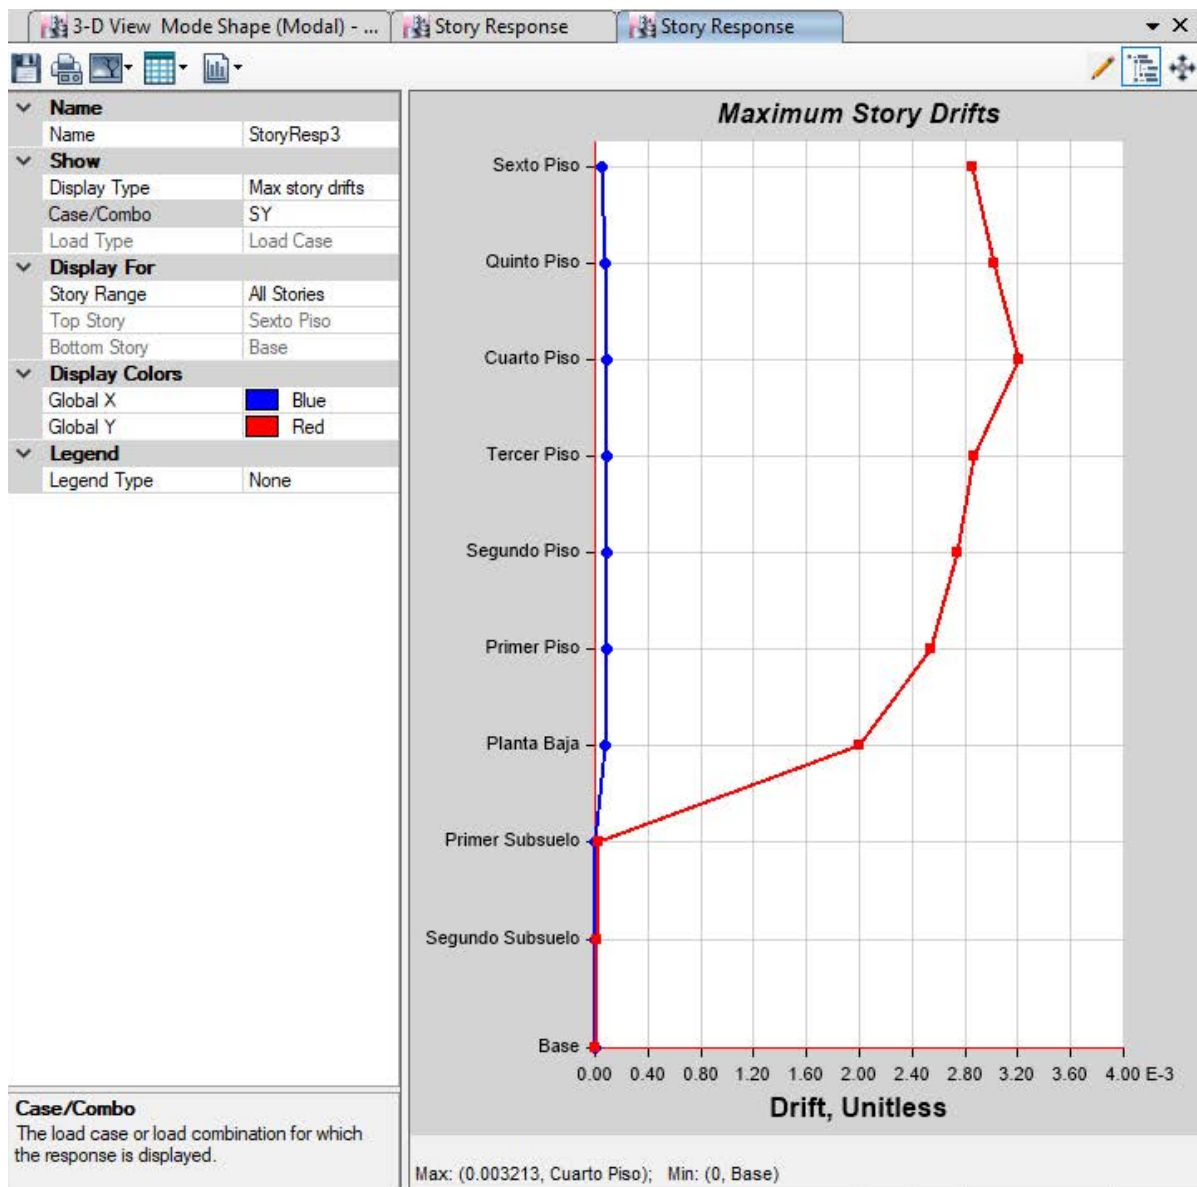 3-D View Mode Shape (Modal) - ...
Story Response
Story Response
Name
Name StoryResp3
Show
Display Type Max story drifts
Case/Combo SY
Load Type Load Case
Display For
Story Range All Stories
Top Story Sexto Piso
Bottom Story Base
Display Colors
Global X Blue
Global Y Red
Legend
Legend Type None
Case/Combo
The load case or load combination for which
the response is displayed.
Maximum Story Drifts
Sexto Piso
Quinto Piso
Cuarto Piso
Tercer Piso
Segundo Piso
Primer Piso
Planta Baja
Primer Subsuelo
Segundo Subsuelo
Base
0.00 0.40 0.80 1.20 1.60 2.00 2.40 2.80 3.20 3.60 4.00 E-3
Drift, Unitless
Max: (0.003213, Cuarto Piso); Min: (0, Base)